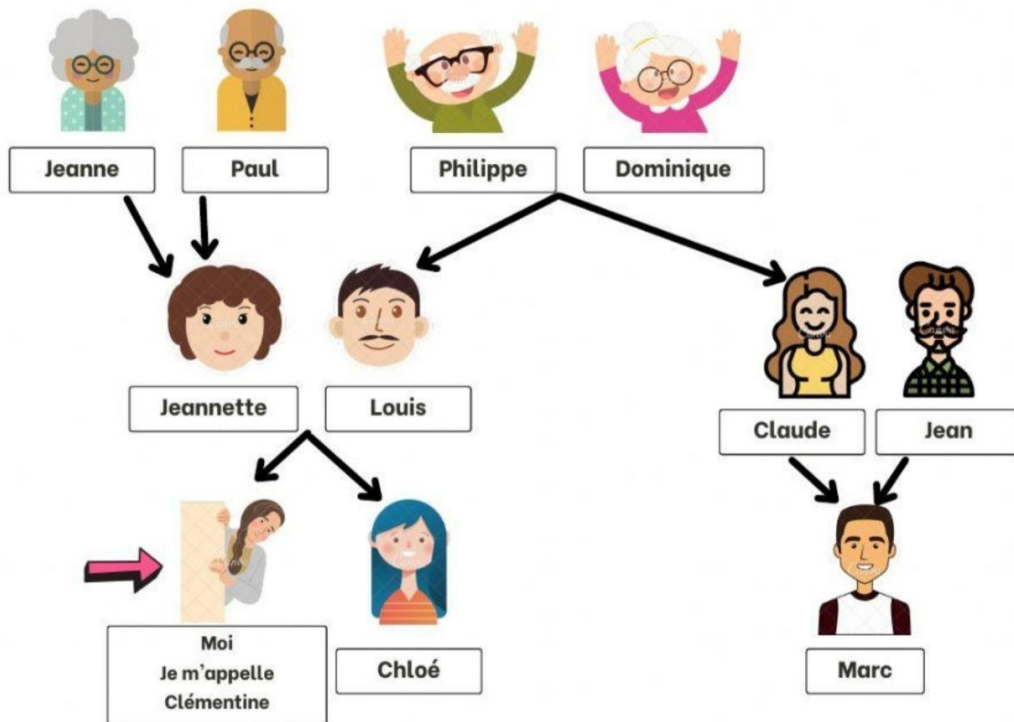 Jeanne
Paul
Philippe
Dominique
Jeannette
Louis
Claude
Jean
Moi
Je m'appelle
Clémentine
Chloé
Marc